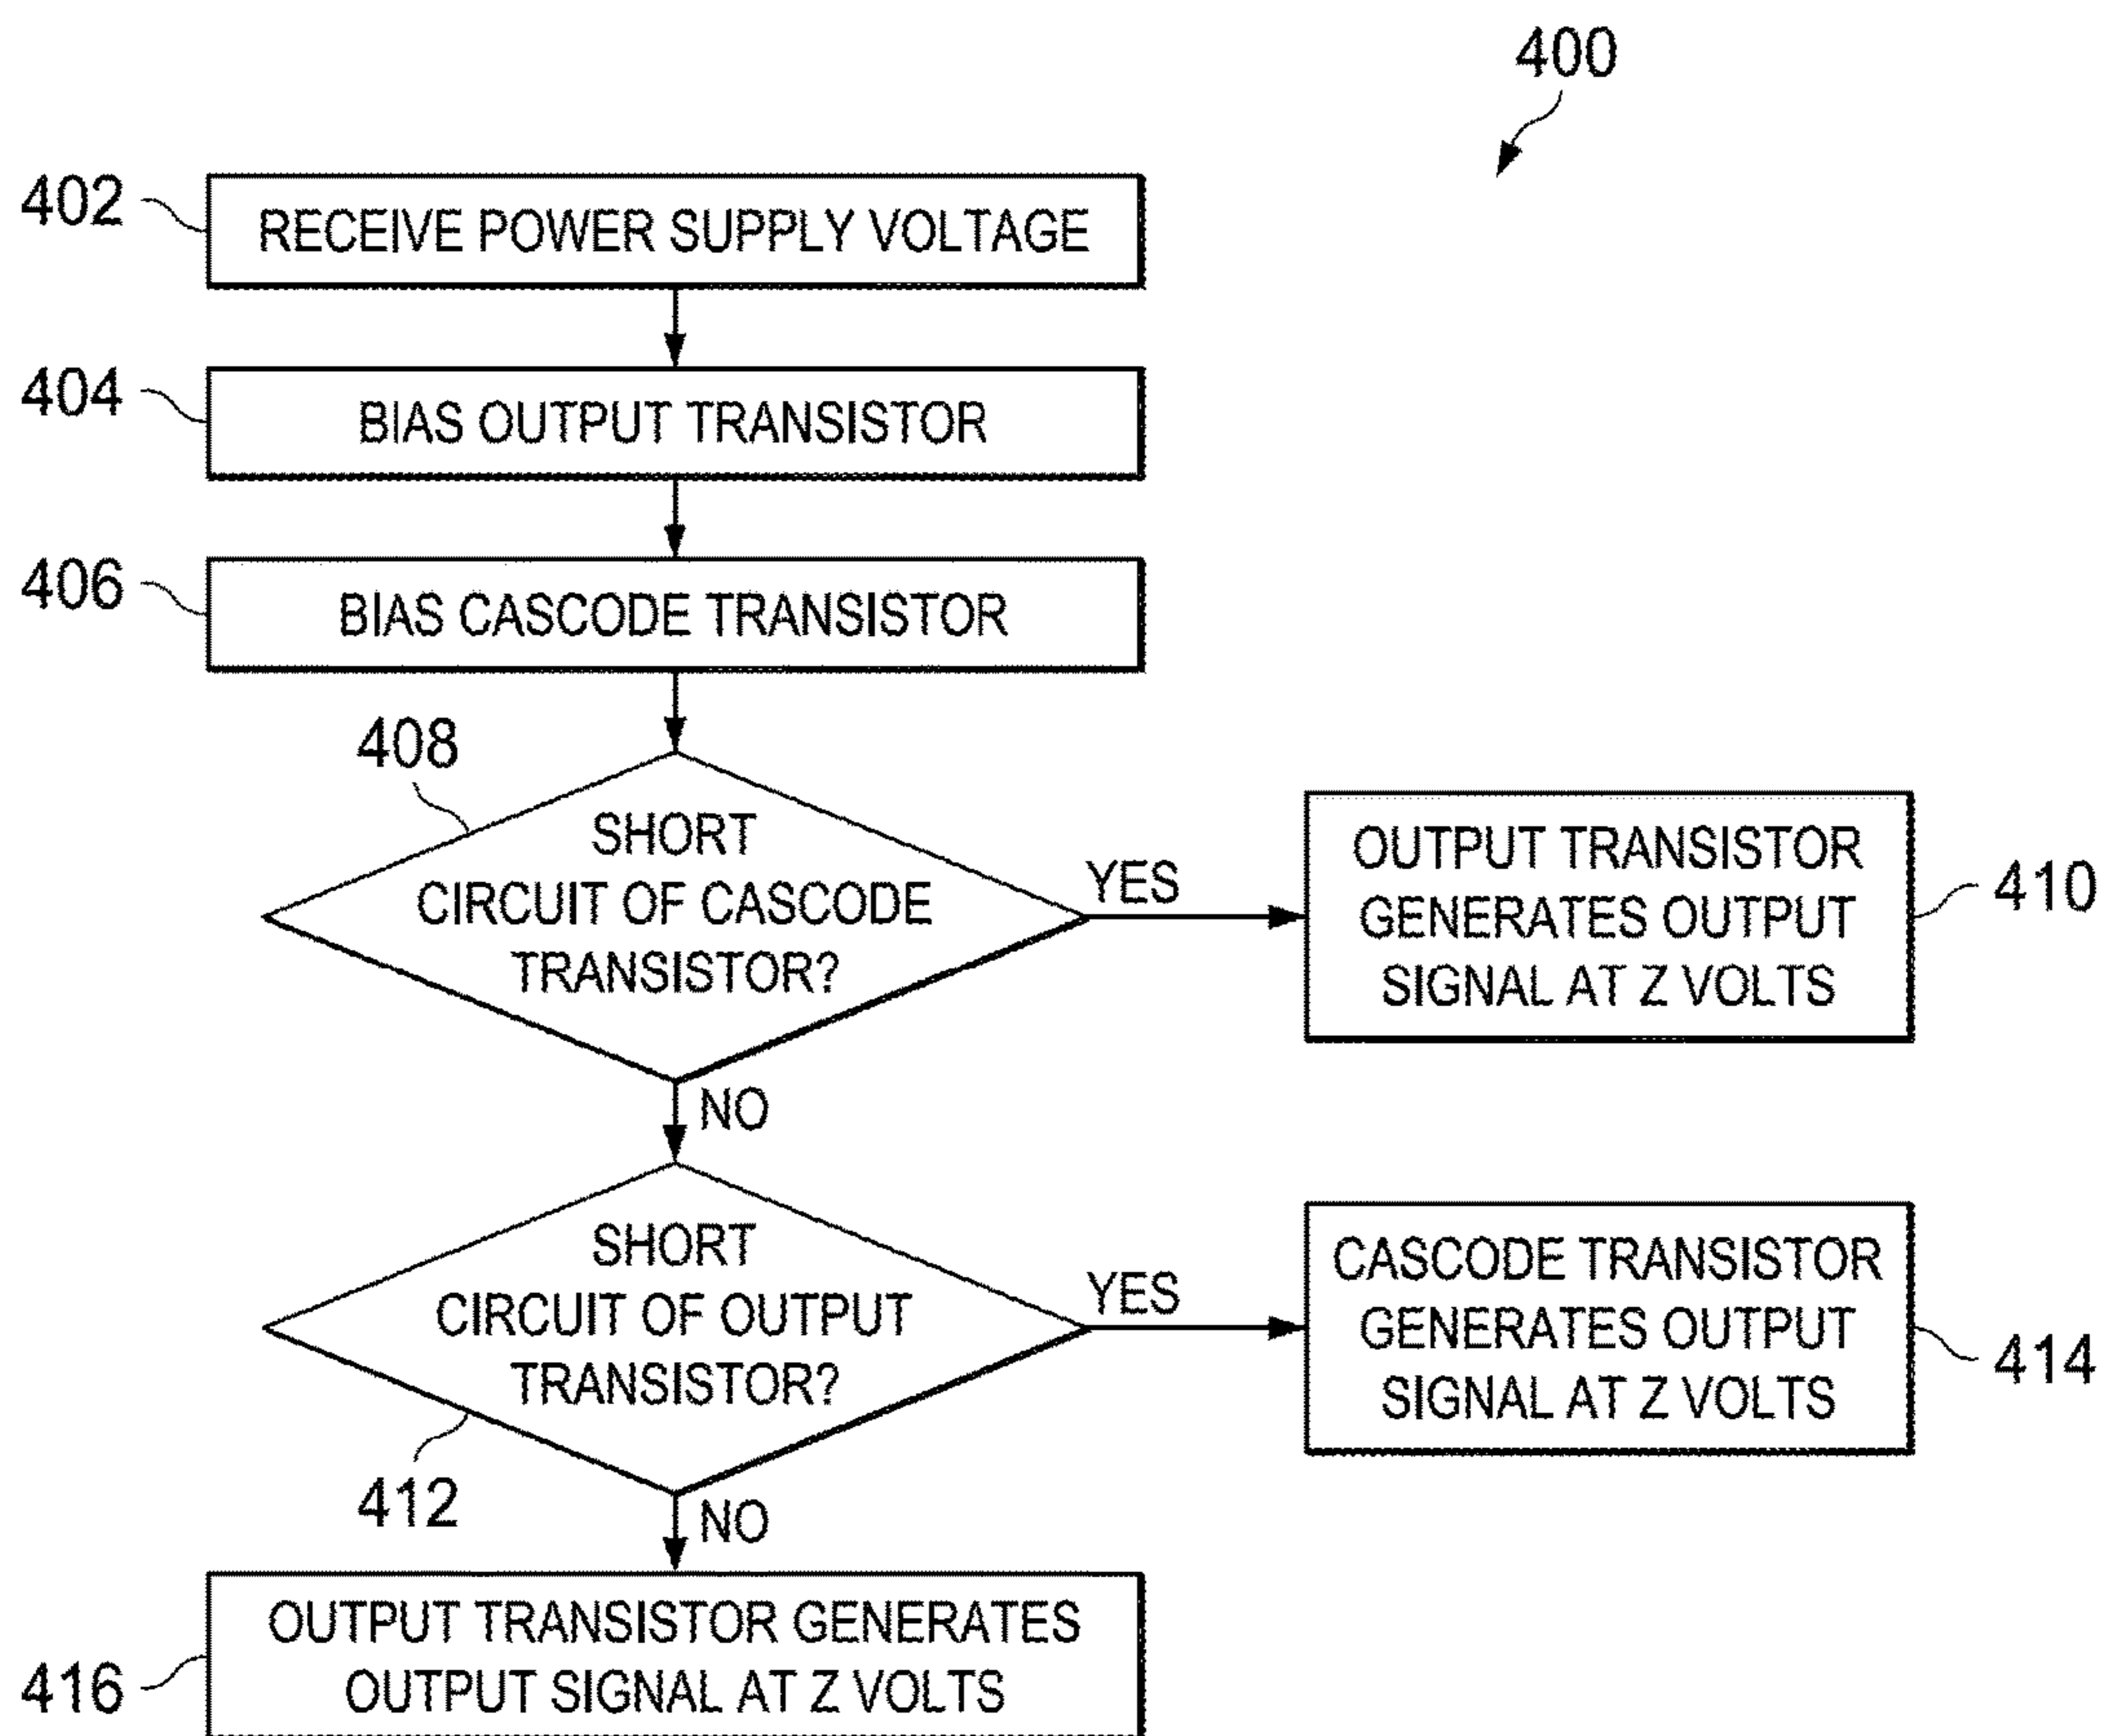 400
402
RECEIVE POWER SUPPLY VOLTAGE
404
BIAS OUTPUT TRANSISTOR
406
BIAS CASCODE TRANSISTOR
408
SHORT
CIRCUIT OF CASCODE
TRANSISTOR?
YES
OUTPUT TRANSISTOR
GENERATES OUTPUT
SIGNAL AT Z VOLTS
410
NO
SHORT
CIRCUIT OF OUTPUT
TRANSISTOR?
YES
CASCODE TRANSISTOR
GENERATES OUTPUT
SIGNAL AT Z VOLTS
414
412
NO
416
OUTPUT TRANSISTOR GENERATES
OUTPUT SIGNAL AT Z VOLTS